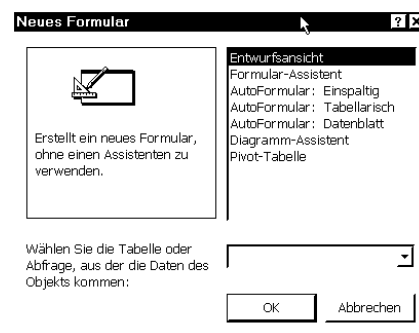 Neues Formular
Entwurfsansicht
Formular-Assistent
AutoFormular: Einspaltig
AutoFormular: Tabellarisch
AutoFormular: Datenblatt
Diagramm-Assistent
Pivot-Tabelle
Erstellt ein neues Formular,
ohne einen Assistenten zu
verwenden.
Wählen Sie die Tabelle oder
Abfrage, aus der die Daten des
Objekts kommen:
OK
Abbrechen